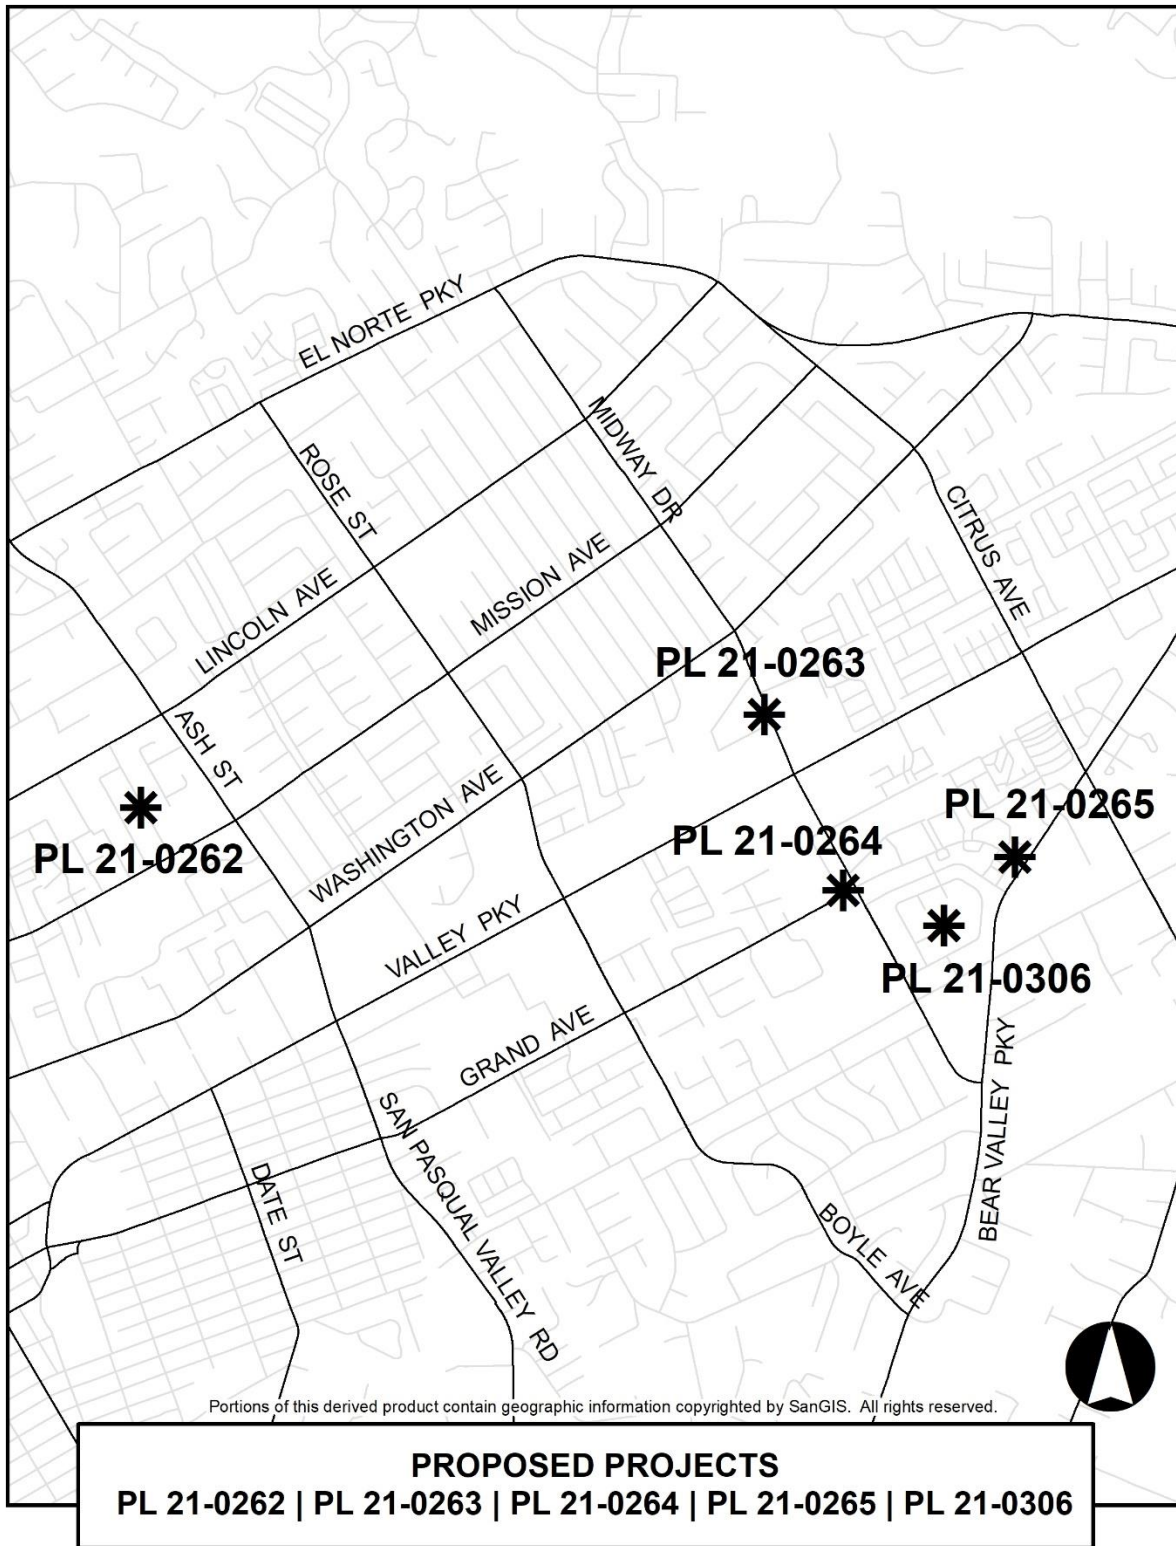 EL NORTE PKY
MIDWAY DR
ROSE ST
CITRUS AVE
MISSION AVE
LINCOLN AVE
PL 21-0263
ASH ST
WASHINGTON AVE
PL 21-0265
PL 21-0264
PL 21-0262
VALLEY PKY
PL 21-0306
GRAND AVE
BEAR VALLEY PKY
SAN PASQUAL VALLEY RD
DATE ST
BOYLE AVE
Portions of this derived product contain geographic information copyrighted by SanGIS. All rights reserved.
PROPOSED PROJECTS
PL 21-0262 | PL 21-0263 | PL 21-0264 | PL 21-0265 | PL 21-0306